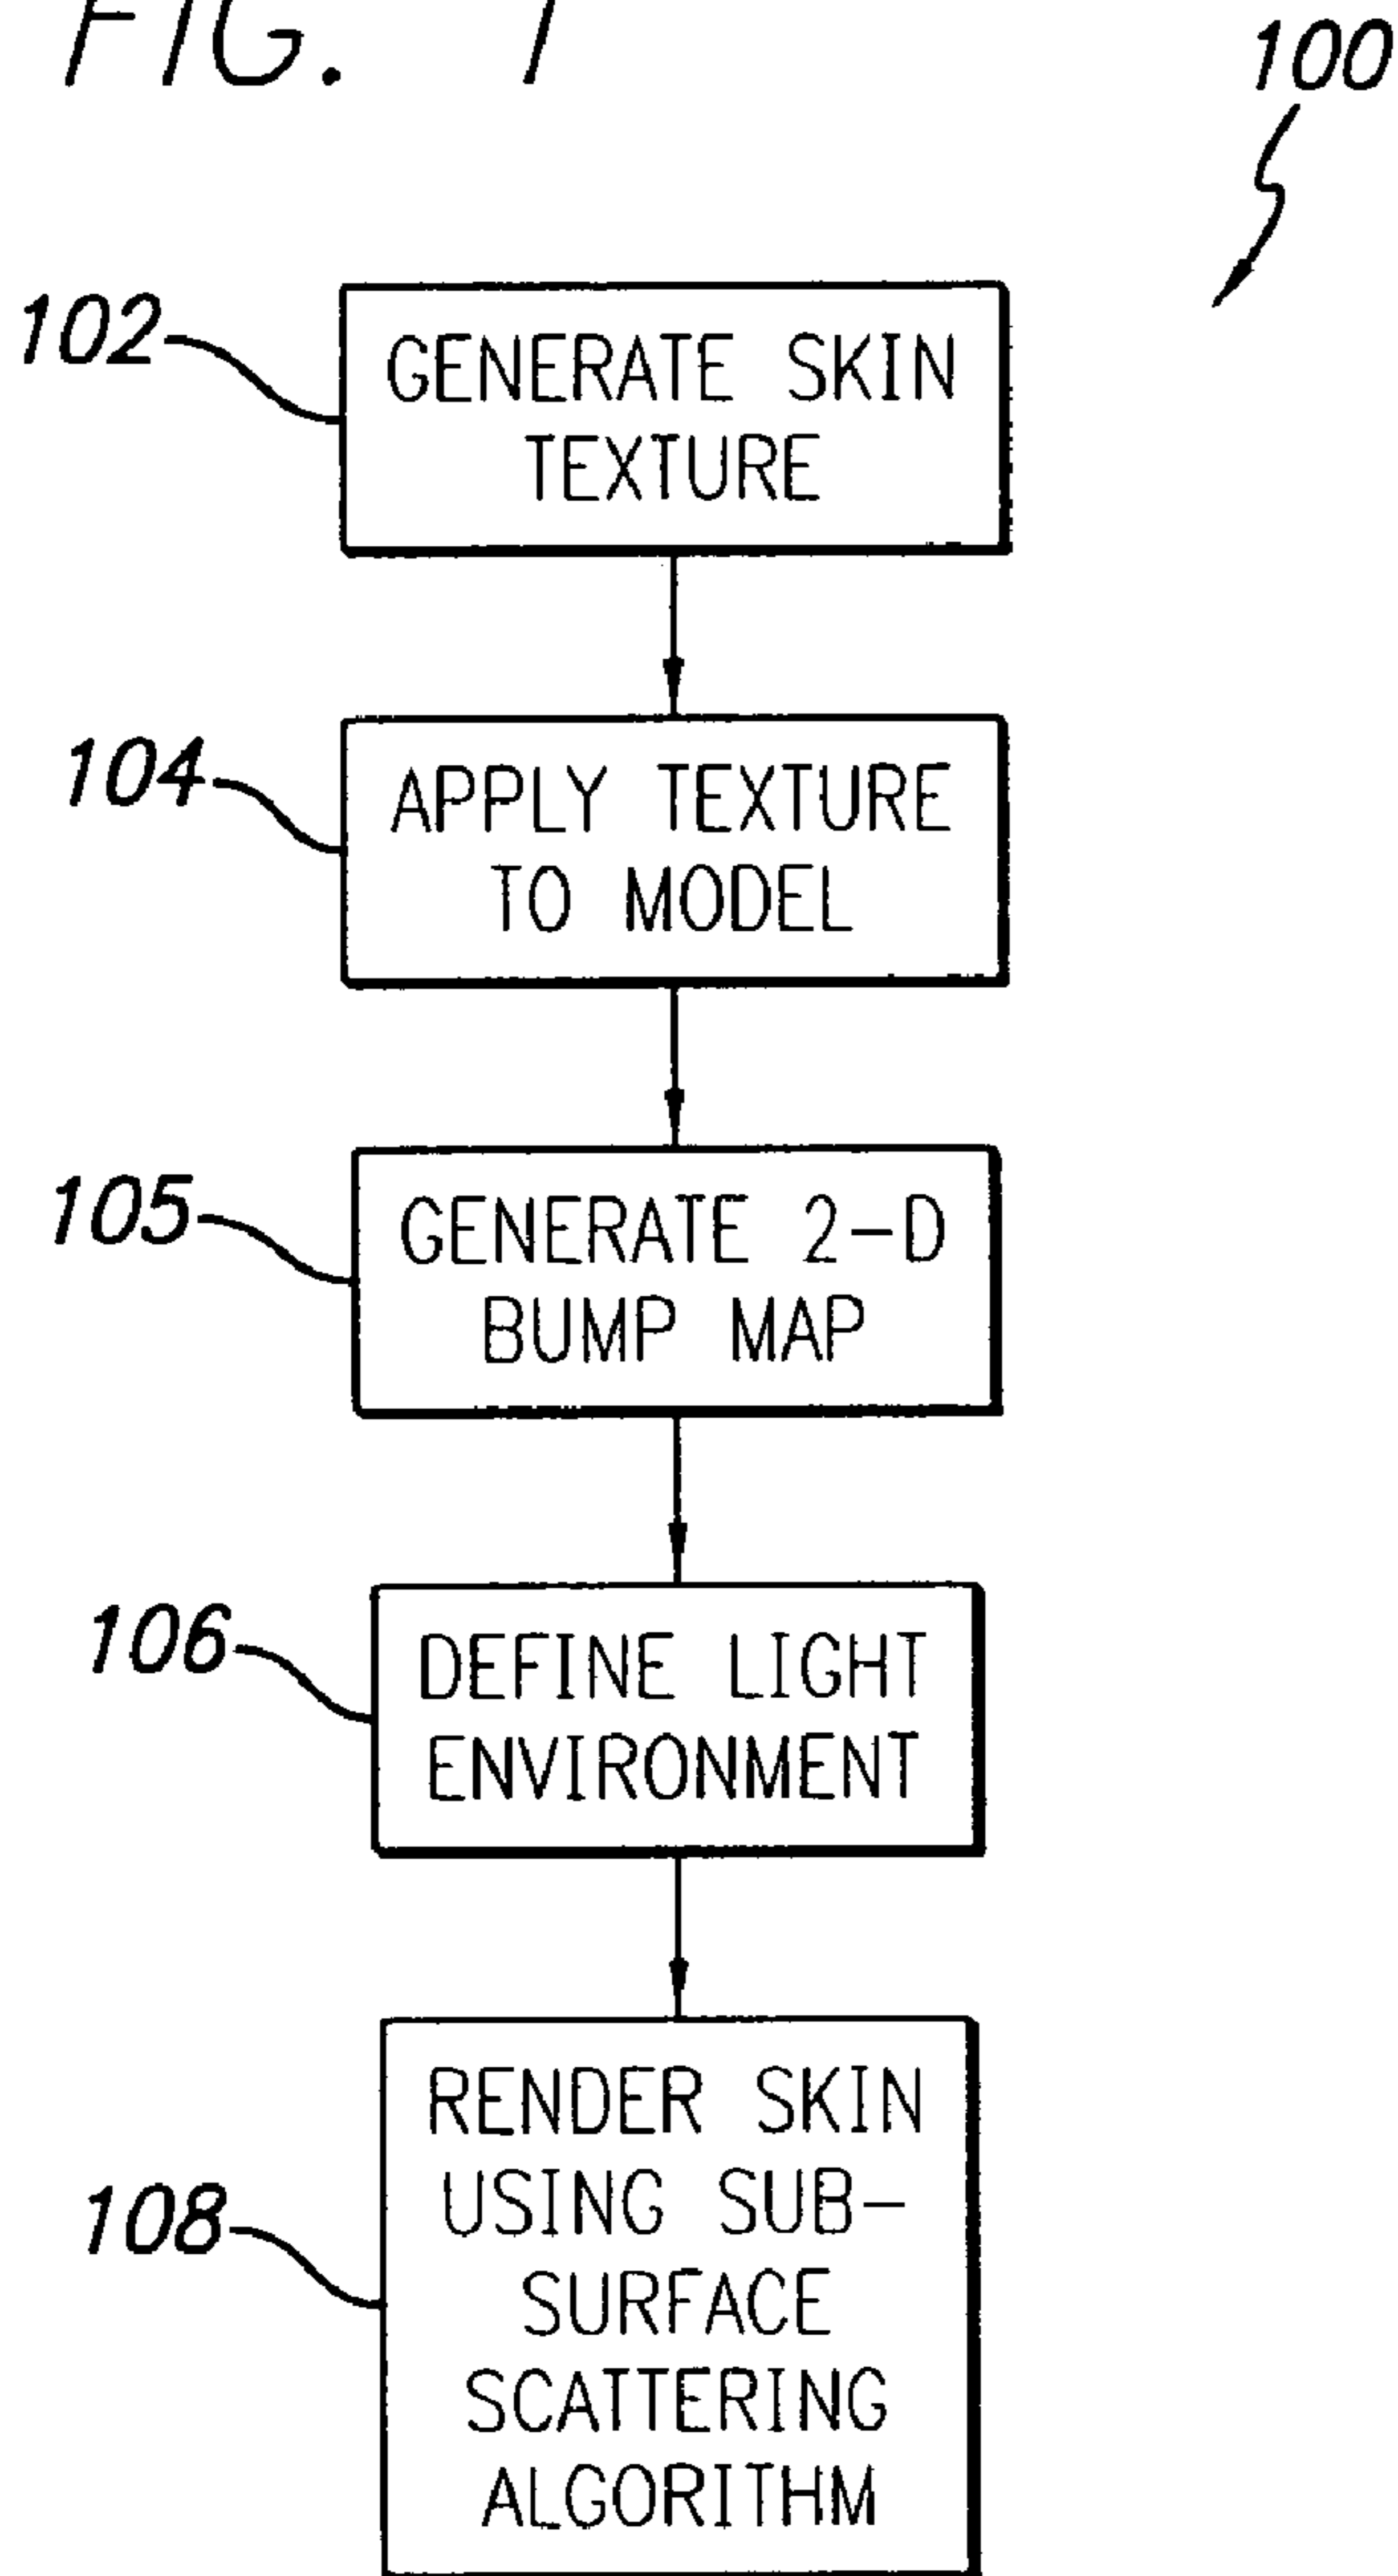 FIG. 1
100
102
GENERATE SKIN
TEXTURE
104
APPLY TEXTURE
TO MODEL
105
GENERATE 2-D
BUMP MAP
106
DEFINE LIGHT
ENVIRONMENT
108
RENDER SKIN
USING SUB-
SURFACE
SCATTERING
ALGORITHM